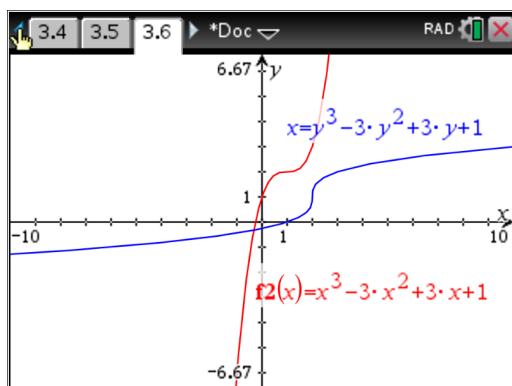 3.4 3.5 3.6 *Doc RAD
6.67 y
x=y^3-3·y^2+3·y+1
1
x
-10 1 10
f2(x)=x^3-3·x^2+3·x+1
-6.67